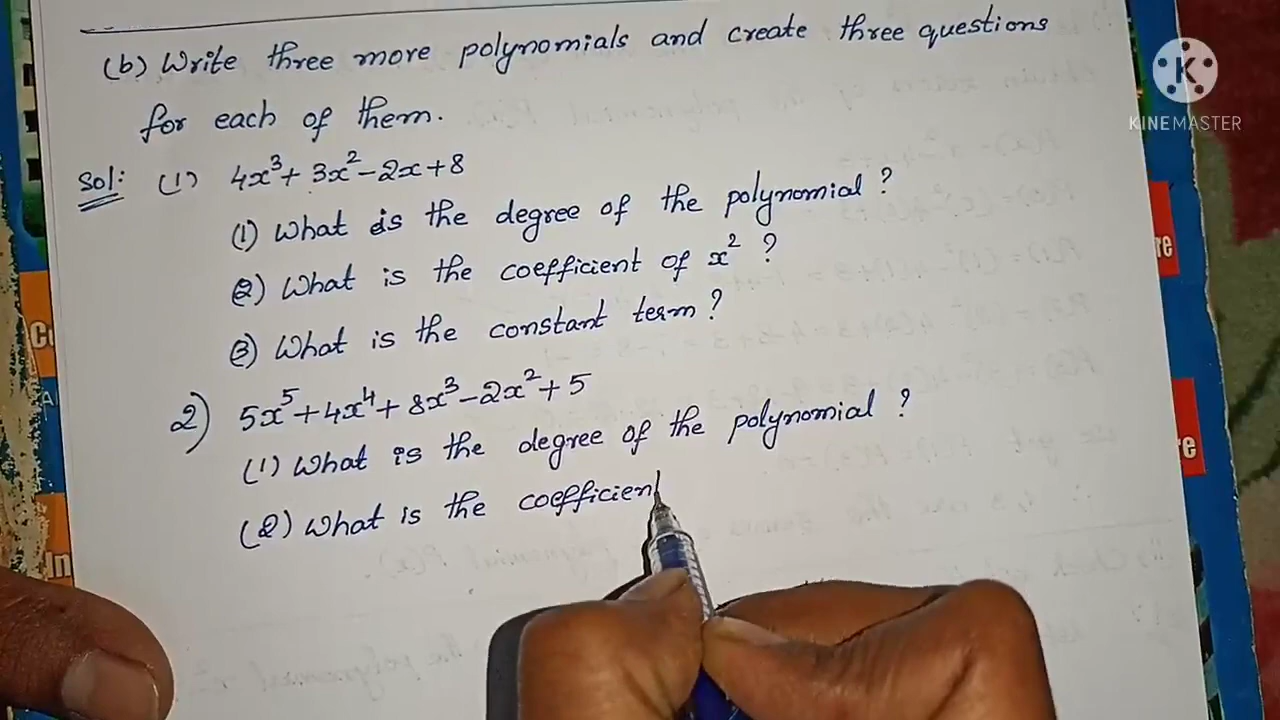 (b) Write three more polynomials and create three questions
for each of them.
Sol: (1) 4x³ + 3x² - 2x + 8
(1) What is the degree of the polynomial ?
(2) What is the coefficient of x² ?
(3) What is the constant term ?
2) 5x⁵ + 4x⁴ + 8x³ - 2x² + 5
(1) What is the degree of the polynomial ?
(2) What is the coefficient
K
KINEMASTER